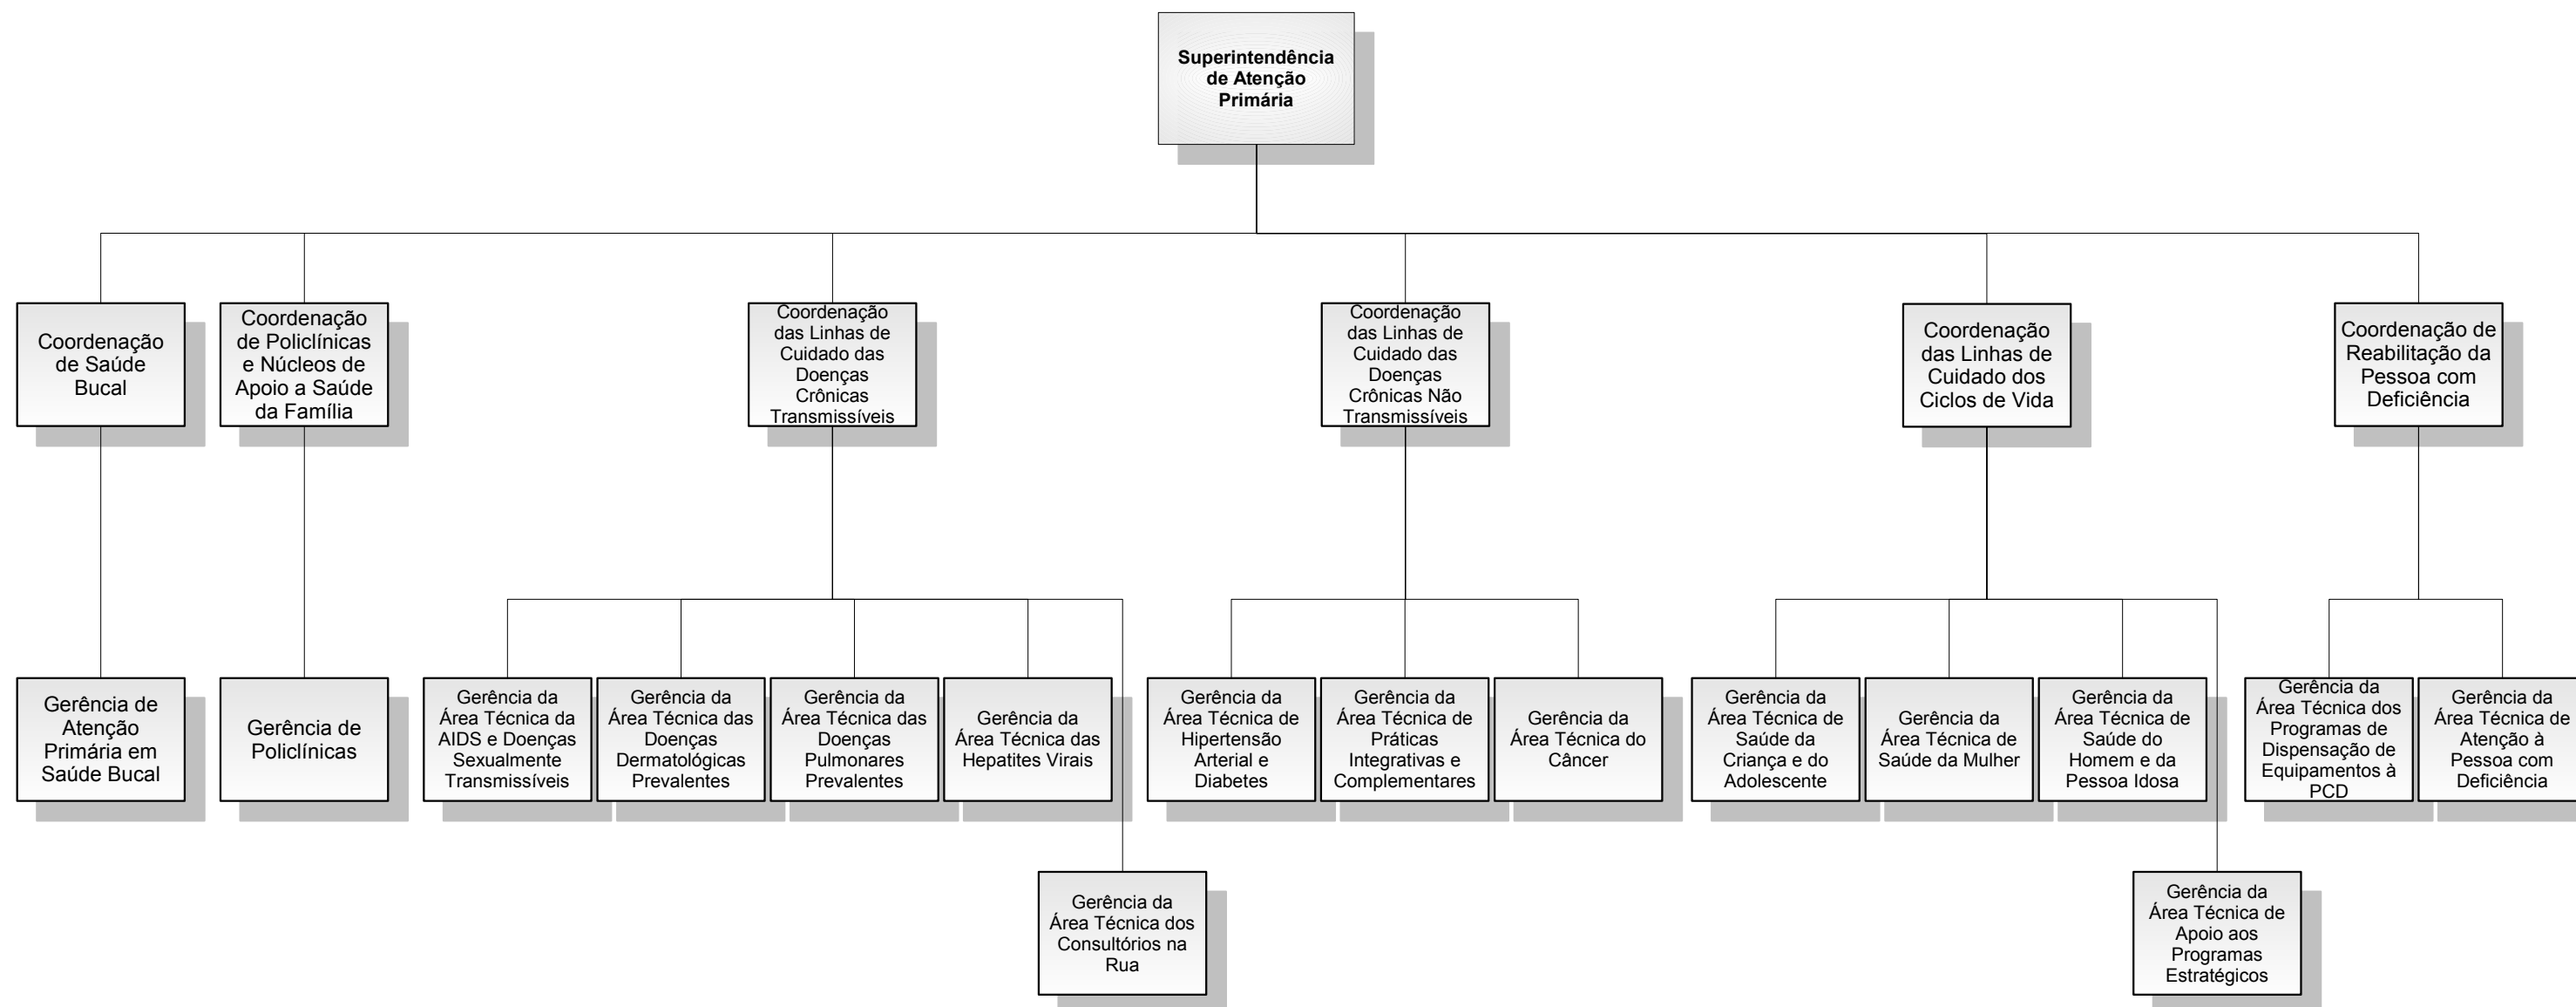 Superintendência
de Atenção
Primária
Coordenação
de Saúde
Bucal
Coordenação
de Policlínicas
e Núcleos de
Apoio a Saúde
da Família
Coordenação
das Linhas de
Cuidado das
Doenças
Crônicas
Transmissíveis
Coordenação
das Linhas de
Cuidado das
Doenças
Crônicas Não
Transmissíveis
Coordenação
das Linhas de
Cuidado dos
Ciclos de Vida
Coordenação de
Reabilitação da
Pessoa com
Deficiência
Gerência de
Atenção
Primária em
Saúde Bucal
Gerência de
Policlínicas
Gerência da
Área Técnica da
AIDS e Doenças
Sexualmente
Transmissíveis
Gerência da
Área Técnica das
Doenças
Dermatológicas
Prevalentes
Gerência da
Área Técnica das
Doenças
Pulmonares
Prevalentes
Gerência da
Área Técnica das
Hepatites Virais
Gerência da
Área Técnica de
Hipertensão
Arterial e
Diabetes
Gerência da
Área Técnica de
Práticas
Integrativas e
Complementares
Gerência da
Área Técnica do
Câncer
Gerência da
Área Técnica de
Saúde da
Criança e do
Adolescente
Gerência da
Área Técnica de
Saúde da Mulher
Gerência da
Área Técnica de
Saúde do
Homem e da
Pessoa Idosa
Gerência da
Área Técnica dos
Programas de
Dispensação de
Equipamentos à
PCD
Gerência da
Área Técnica de
Atenção à
Pessoa com
Deficiência
Gerência da
Área Técnica dos
Consultórios na
Rua
Gerência da
Área Técnica de
Apoio aos
Programas
Estratégicos